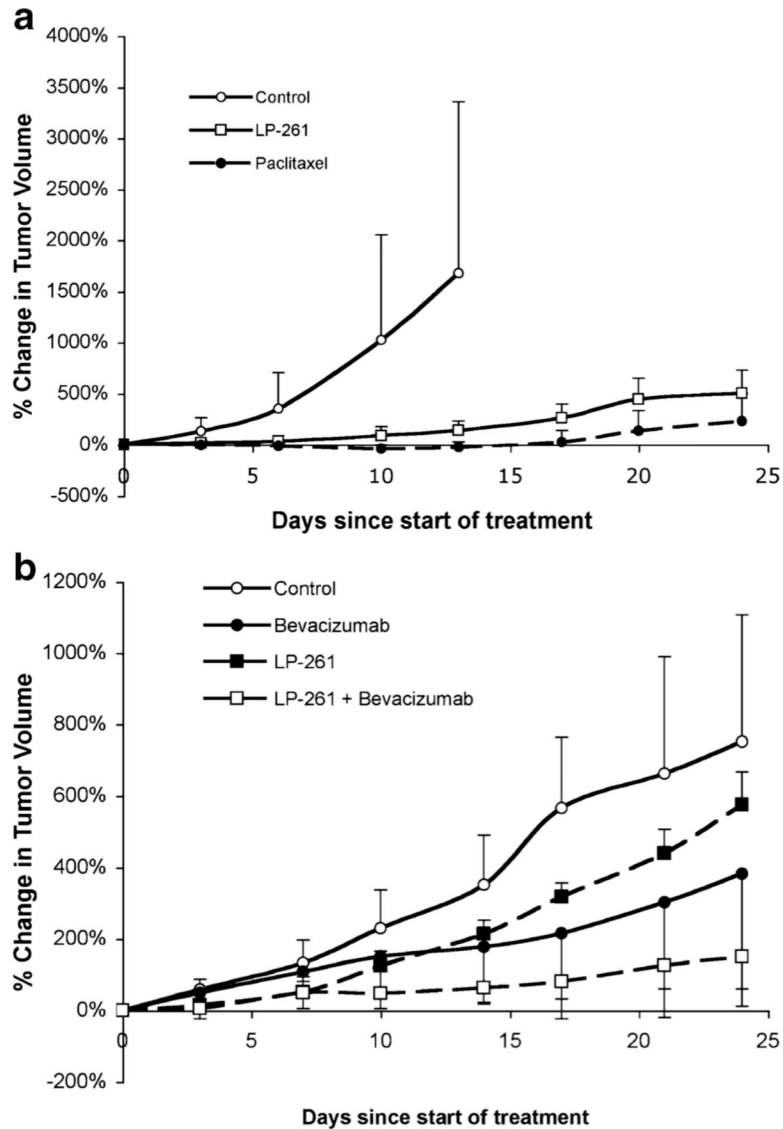 a
4000%
3500%
3000%
2500%
2000%
1500%
1000%
500%
0%
-500%
% Change in Tumor Volume
Control
LP-261
Paclitaxel
0 5 10 15 20 25
Days since start of treatment
b
1200%
1000%
800%
600%
400%
200%
0%
-200%
% Change in Tumor Volume
Control
Bevacizumab
LP-261
LP-261 + Bevacizumab
0 5 10 15 20 25
Days since start of treatment